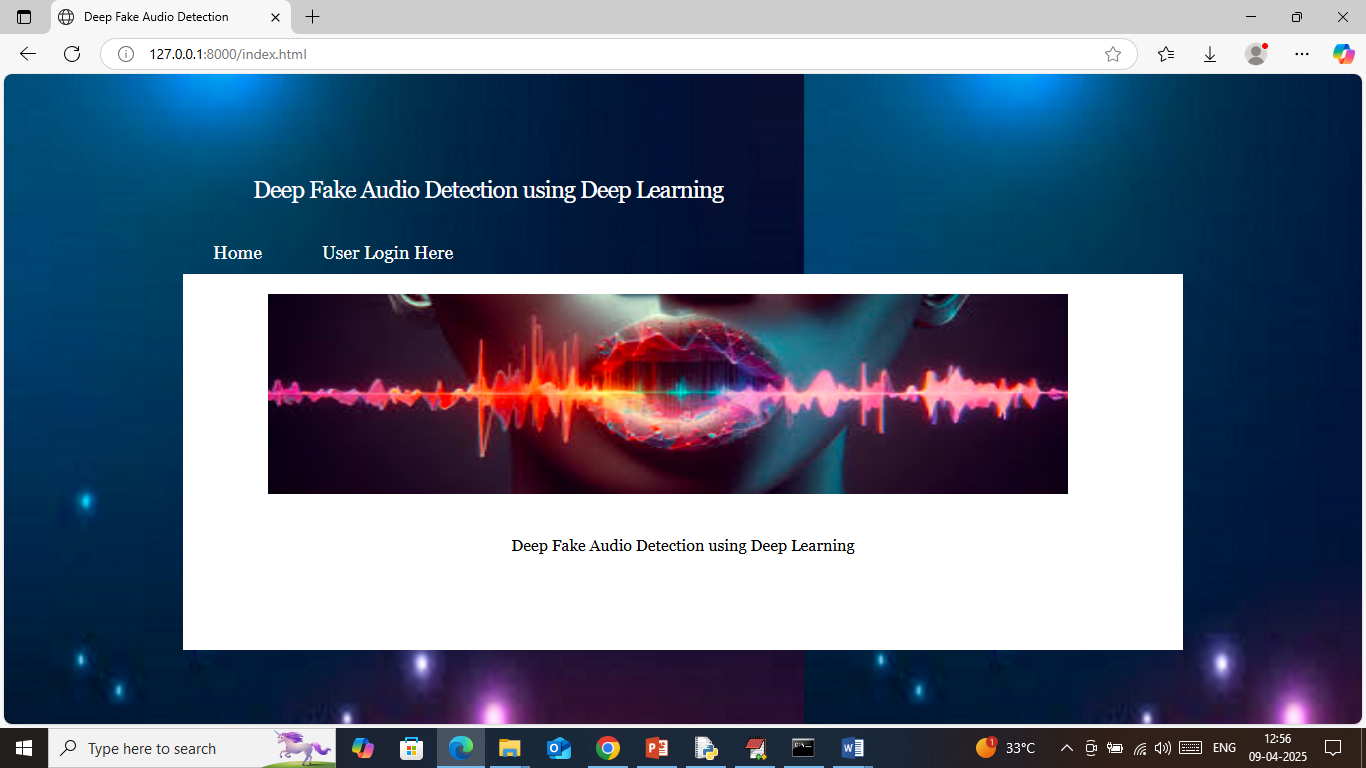 Deep Fake Audio Detection
127.0.0.1:8000/index.html
Deep Fake Audio Detection using Deep Learning
Home User Login Here
Deep Fake Audio Detection using Deep Learning
Type here to search
1
33°C
ENG
12:56
09-04-2025